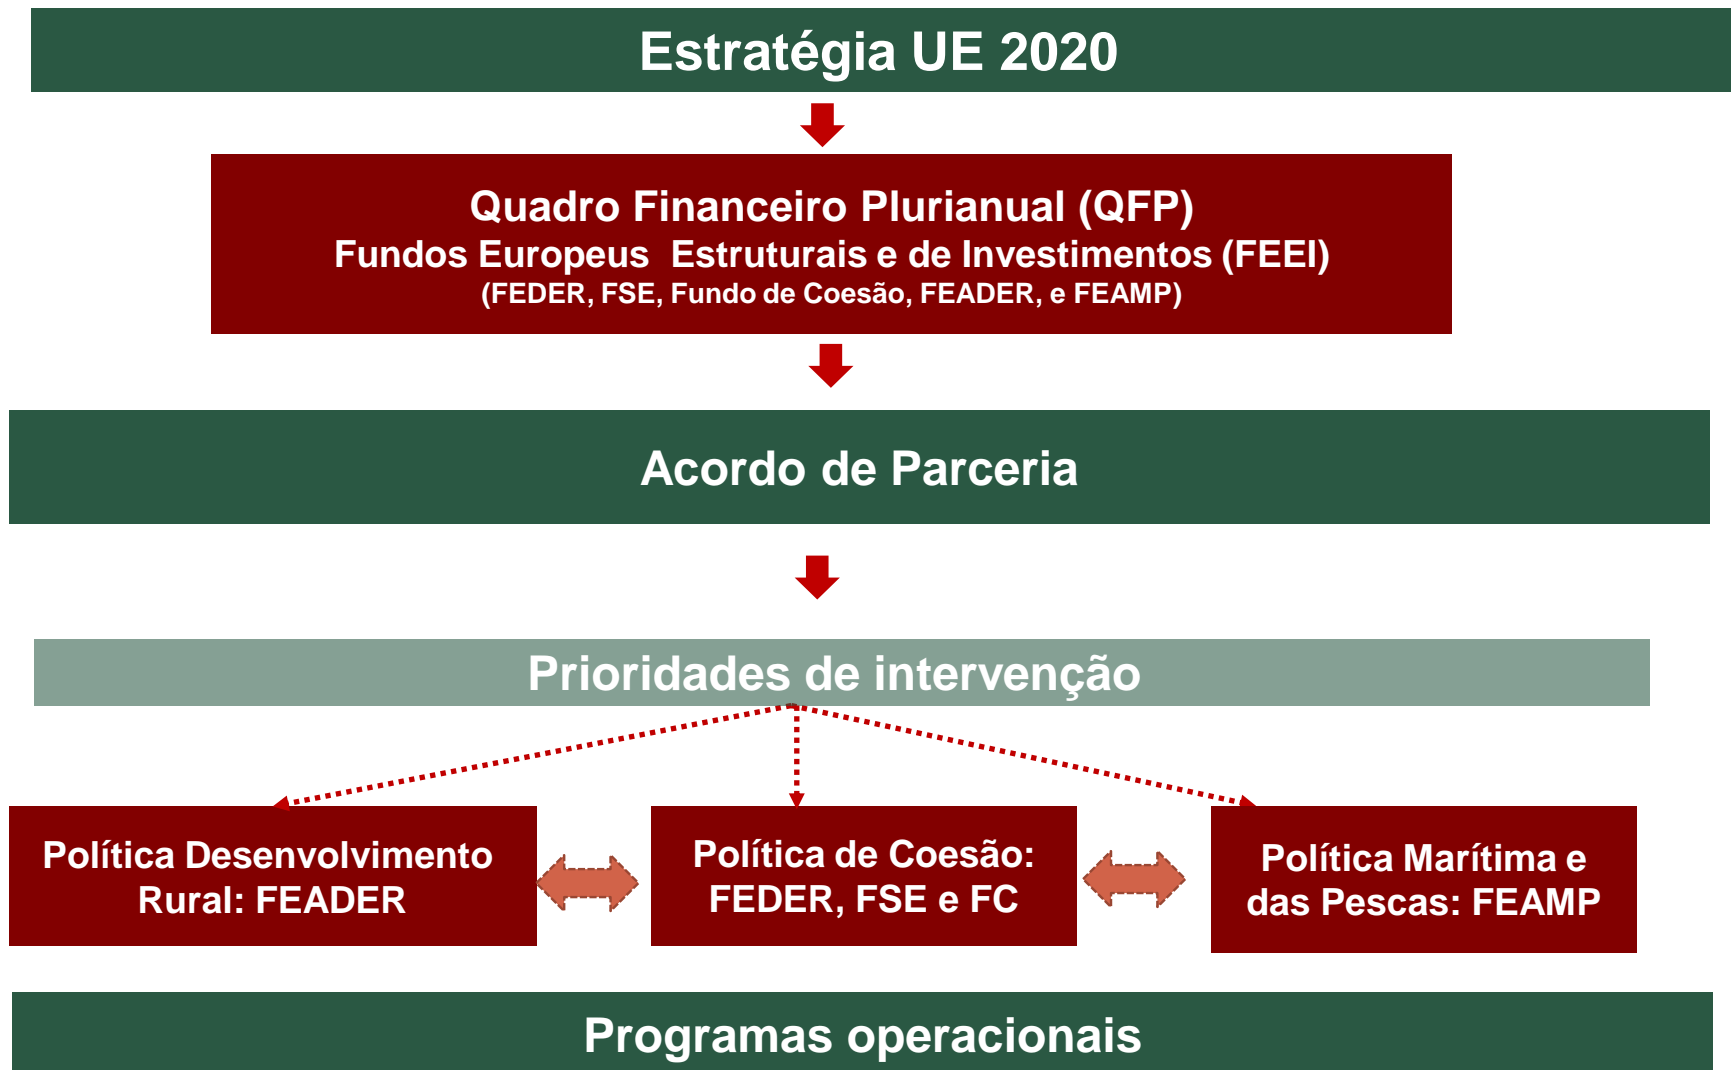 Estratégia UE 2020
Quadro Financeiro Plurianual (QFP)
Fundos Europeus Estruturais e de Investimentos (FEEI)
(FEDER, FSE, Fundo de Coesão, FEADER, e FEAMP)
Acordo de Parceria
Prioridades de intervenção
Política Desenvolvimento
Rural: FEADER
Política de Coesão:
FEDER, FSE e FC
Política Marítima e
das Pescas: FEAMP
Programas operacionais